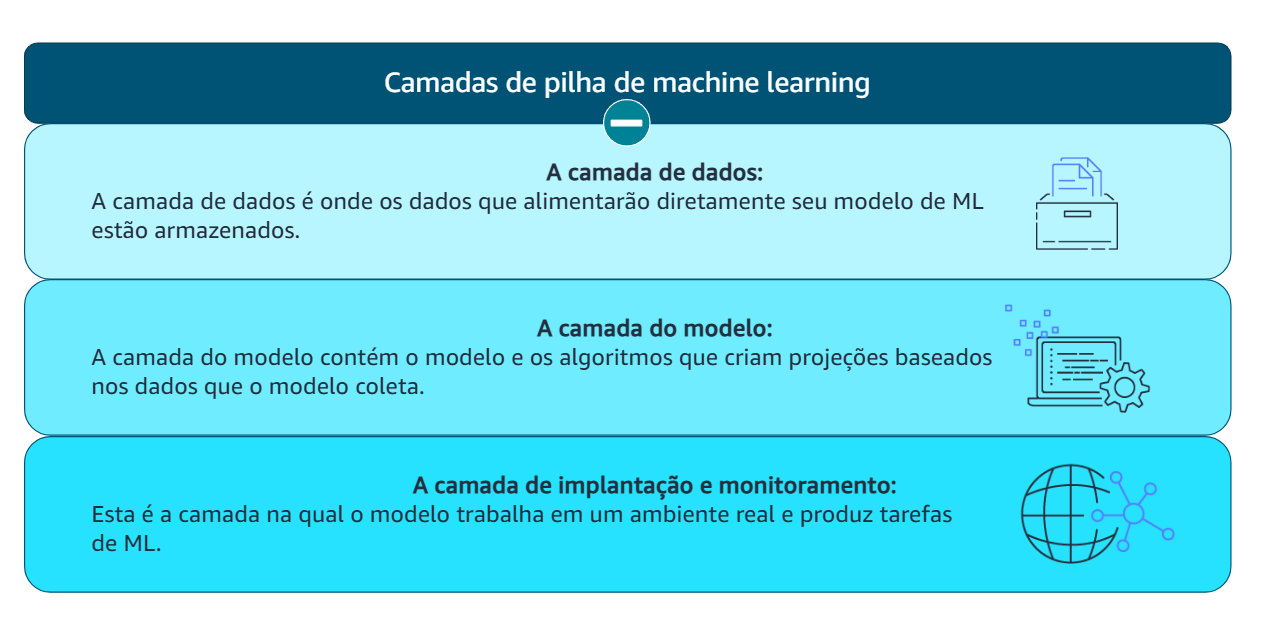 Camadas de pilha de machine learning
A camada de dados:
A camada de dados é onde os dados que alimentarão diretamente seu modelo de ML
estão armazenados.
A camada do modelo:
A camada do modelo contém o modelo e os algoritmos que criam projeções baseados
nos dados que o modelo coleta.
A camada de implantação e monitoramento:
Esta é a camada na qual o modelo trabalha em um ambiente real e produz tarefas
de ML.